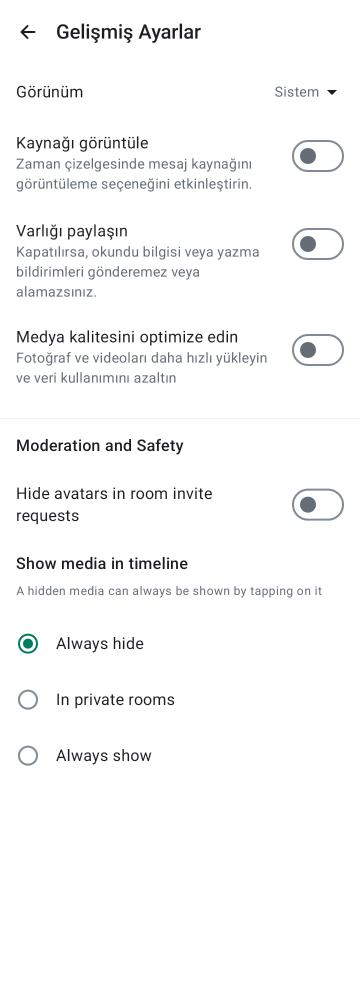 Gelişmiş Ayarlar
Görünüm
Sistem
Kaynağı görüntüle
Zaman çizelgesinde mesaj kaynağını
görüntüleme seçeneğini etkinleştirin.
Varlığı paylaşın
Kapatılırsa, okundu bilgisi veya yazma
bildirimleri gönderemez veya
alamazsınız.
Medya kalitesini optimize edin
Fotoğraf ve videoları daha hızlı yükleyin
ve veri kullanımını azaltın
Moderation and Safety
Hide avatars in room invite
requests
Show media in timeline
A hidden media can always be shown by tapping on it
Always hide
In private rooms
Always show